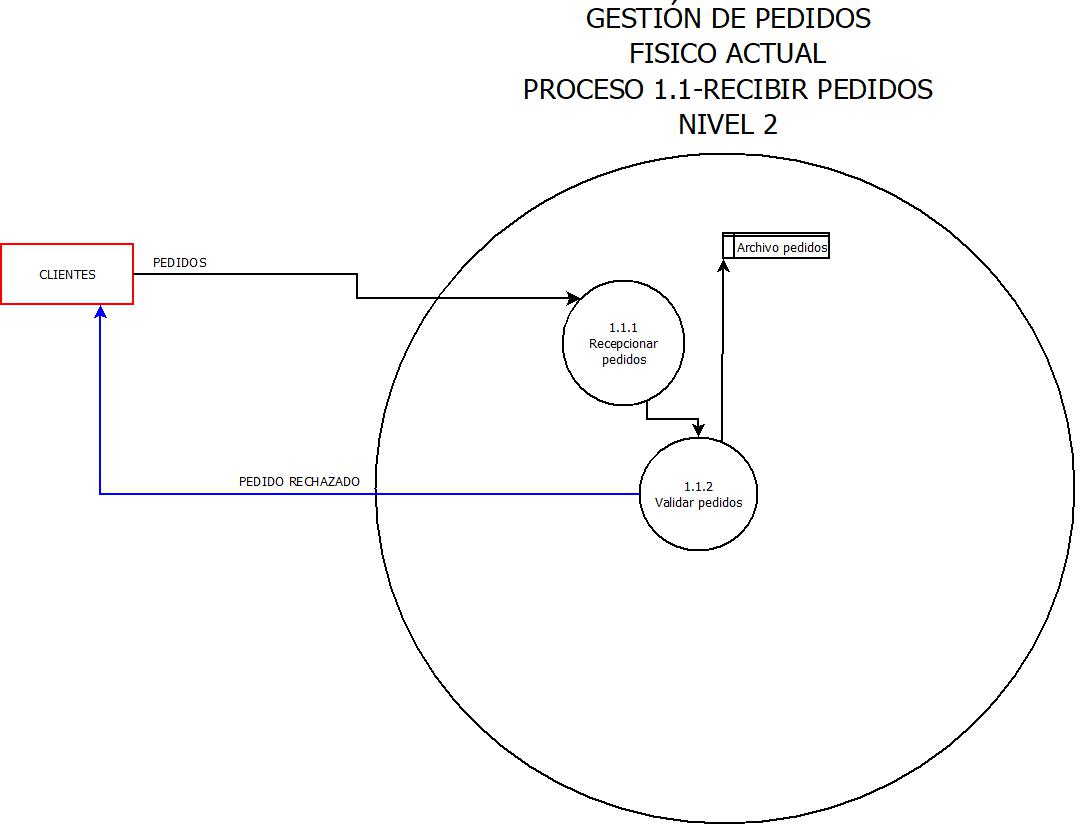 GESTIÓN DE PEDIDOS
FISICO ACTUAL
PROCESO 1.1-RECIBIR PEDIDOS
NIVEL 2
CLIENTES
PEDIDOS
Archivo pedidos
1.1.1
Recepcionar
pedidos
PEDIDO RECHAZADO
1.1.2
Validar pedidos